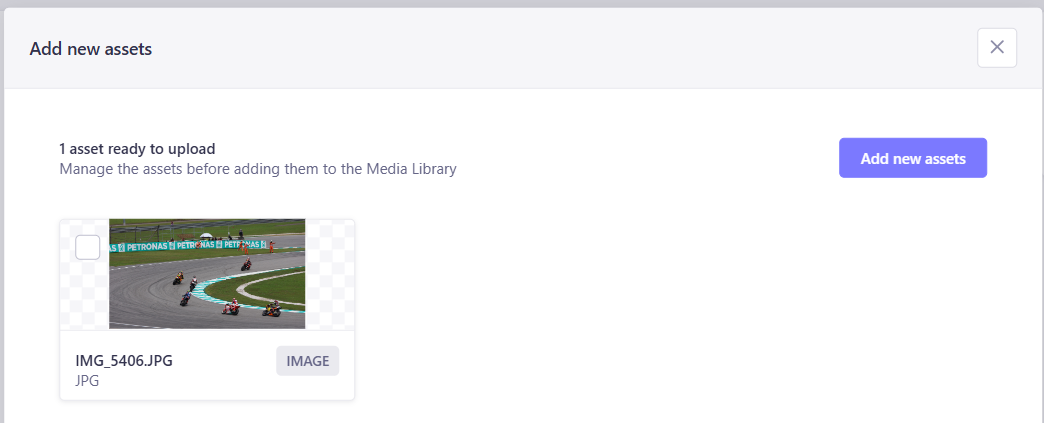 Add new assets
1 asset ready to upload
Manage the assets before adding them to the Media Library
Add new assets
PETRONAS PETRONAS PETRONAS
IMG_5406.JPG
IMAGE
JPG